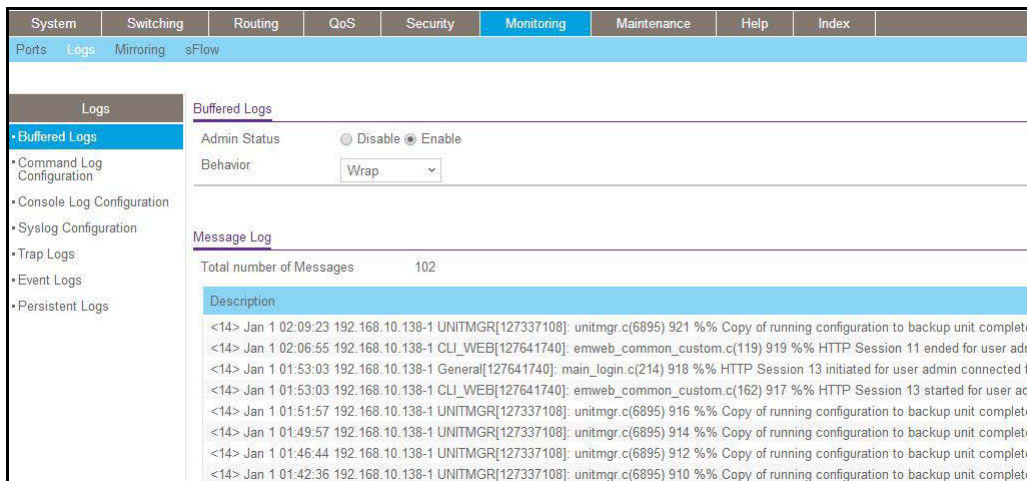 System Switching Routing QoS Security Monitoring Maintenance Help Index
Ports Logs Mirroring sFlow
Logs
Buffered Logs
Command Log
Configuration
Console Log Configuration
Syslog Configuration
Trap Logs
Event Logs
Persistent Logs
Buffered Logs
Admin Status Disable Enable
Behavior Wrap
Message Log
Total number of Messages 102
Description
<14> Jan 1 02:09:23 192.168.10.138-1 UNITMGR[127337108]: unitmgr.c(6895) 921 %% Copy of running configuration to backup unit complet
<14> Jan 1 02:06:55 192.168.10.138-1 CLI_WEB[127641740]: emweb_common_custom.c(119) 919 %% HTTP Session 11 ended for user adr
<14> Jan 1 01:53:03 192.168.10.138-1 General[127641740]: main_login.c(214) 918 %% HTTP Session 13 initiated for user admin connected f
<14> Jan 1 01:53:03 192.168.10.138-1 CLI_WEB[127641740]: emweb_common_custom.c(162) 917 %% HTTP Session 13 started for user ad
<14> Jan 1 01:51:57 192.168.10.138-1 UNITMGR[127337108]: unitmgr.c(6895) 916 %% Copy of running configuration to backup unit complet
<14> Jan 1 01:49:57 192.168.10.138-1 UNITMGR[127337108]: unitmgr.c(6895) 914 %% Copy of running configuration to backup unit complet
<14> Jan 1 01:46:44 192.168.10.138-1 UNITMGR[127337108]: unitmgr.c(6895) 912 %% Copy of running configuration to backup unit complet
<14> Jan 1 01:42:36 192.168.10.138-1 UNITMGR[127337108]: unitmgr.c(6895) 910 %% Copy of running configuration to backup unit complet